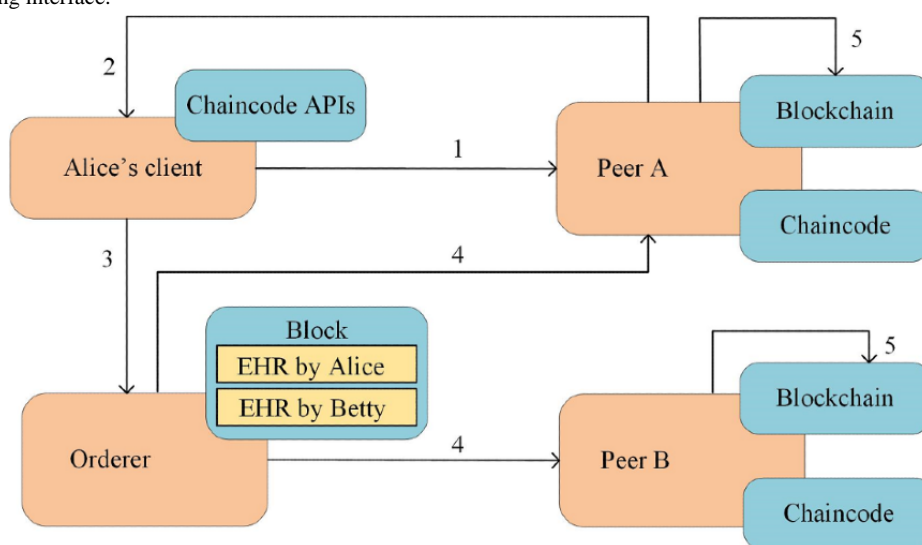 ng interface.
2
5
Chaincode APIs
Blockchain
Alice's client
1
Peer A
Chaincode
3
4
Block
EHR by Alice
EHR by Betty
5
Blockchain
Orderer
4
Peer B
Chaincode